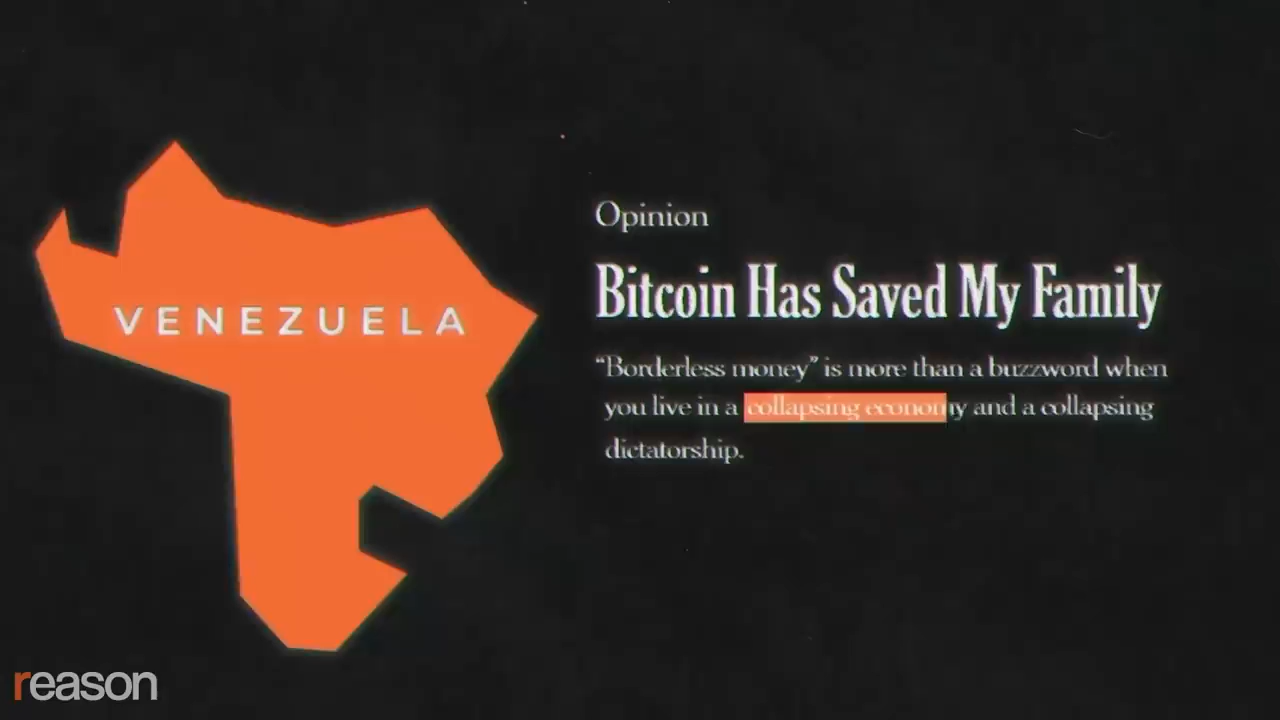 VENEZUELA
Opinion
Bitcoin Has Saved My Family
“Borderless money” is more than a buzzword when
you live in a collapsing economy and a collapsing
dictatorship.
reason